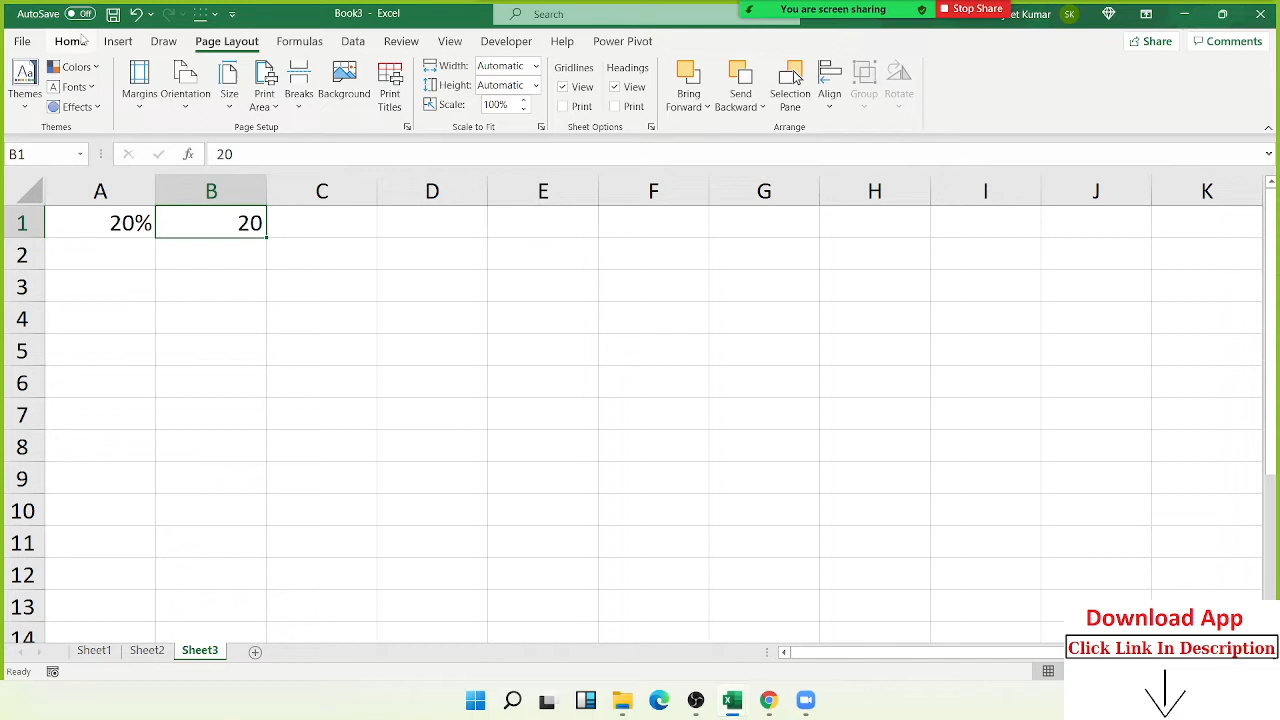 AutoSave Off Book3 - Excel Search You are screen sharing Stop Share et Kumar SK
File Home Insert Draw Page Layout Formulas Data Review View Developer Help Power Pivot Share Comments
Themes Colors Fonts Effects Margins Orientation Size Print Area Breaks Background Print Titles Width: Automatic Height: Automatic Scale: 100% Gridlines View Print Headings View Print Bring Forward Send Backward Selection Pane Align Group Rotate
Themes Page Setup Scale to Fit Sheet Options Arrange
B1 fx 20
A B C D E F G H I J K
1 20% 20
2
3
4
5
6
7
8
9
10
11
12
13
14
Sheet1 Sheet2 Sheet3
Ready
Download App
Click Link In Description